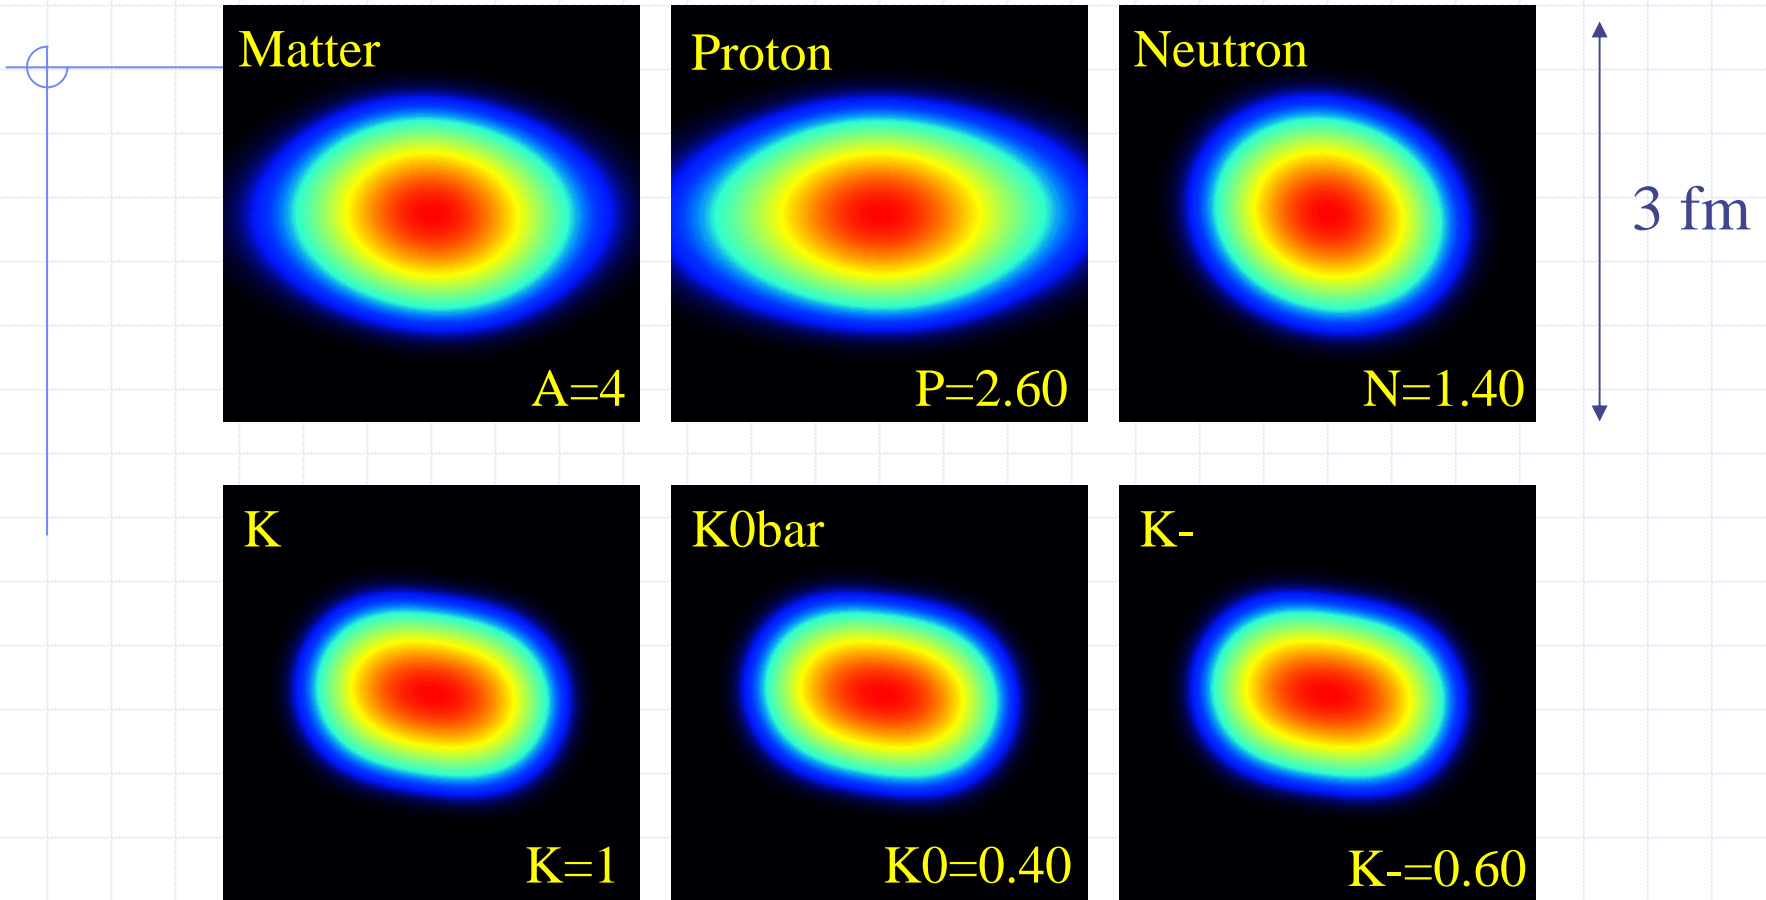 Matter
Proton
Neutron
3 fm
A=4
P=2.60
N=1.40
K
K0bar
K-
K=1
K0=0.40
K-=0.60